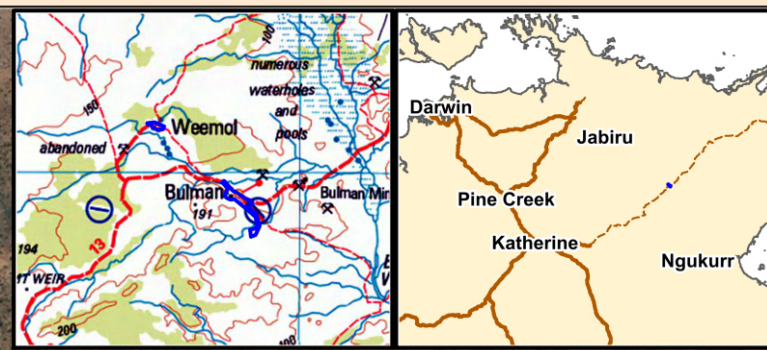 100
numerous
waterholes
and
pools
150
Weemol
abandoned
Bulman
Bulman Min
191
13
194
WEIR
200
Darwin
Jabiru
Pine Creek
Katherine
Ngukurr